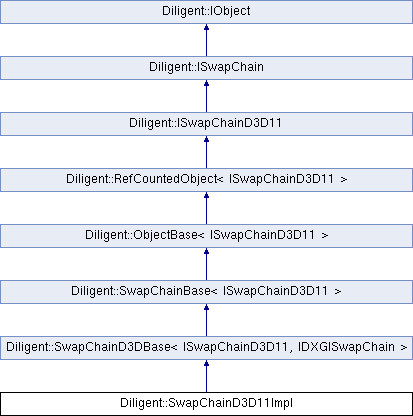 Diligent::IObject
Diligent::ISwapChain
Diligent::ISwapChainD3D11
Diligent::RefCountedObject< ISwapChainD3D11 >
Diligent::ObjectBase< ISwapChainD3D11 >
Diligent::SwapChainBase< ISwapChainD3D11 >
Diligent::SwapChainD3DBase< ISwapChainD3D11, IDXGISwapChain >
Diligent::SwapChainD3D11Impl